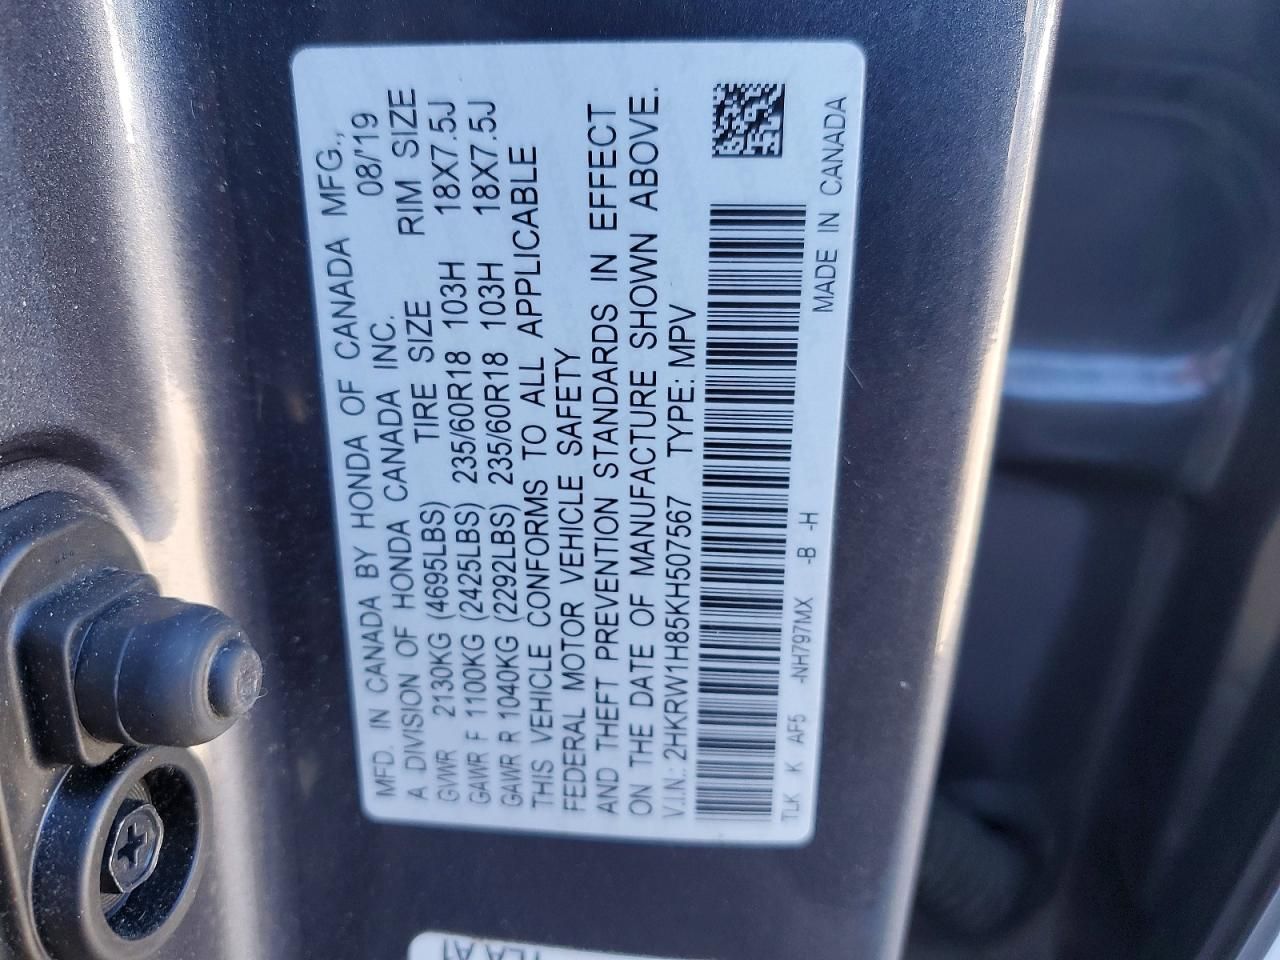 MFD. IN CANADA BY HONDA OF CANADA MFG.,
A DIVISION OF HONDA CANADA INC. 08/'19
TIRE SIZE RIM SIZE
GVWR 2130KG (4695LBS)
GAWR F 1100KG (2425LBS) 235/60R18 103H 18X7.5J
GAWR R 1040KG (2292LBS) 235/60R18 103H 18X7.5J
THIS VEHICLE CONFORMS TO ALL APPLICABLE
FEDERAL MOTOR VEHICLE SAFETY
AND THEFT PREVENTION STANDARDS IN EFFECT
ON THE DATE OF MANUFACTURE SHOWN ABOVE.
V.I.N.: 2HKRW1H85KH507567 TYPE: MPV
TLK K AF5 -NH797MX -B -H MADE IN CANADA